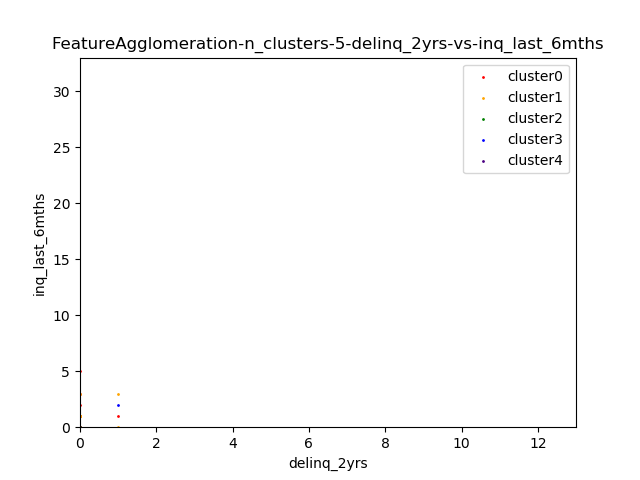 FeatureAgglomeration-n_clusters-5-delinq_2yrs-vs-inq_last_6mths
cluster0
cluster1
cluster2
cluster3
cluster4
30
25
20
15
10
5
0
inq_last_6mths
0 2 4 6 8 10 12
delinq_2yrs